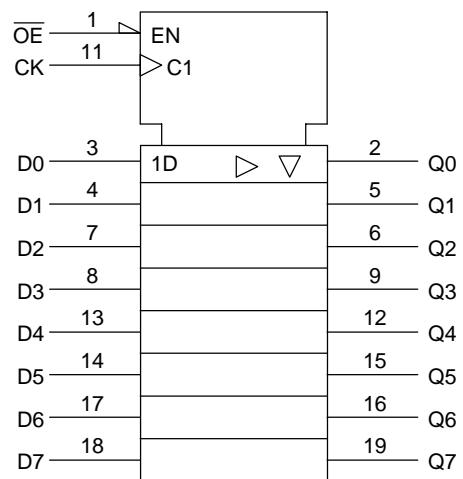 O̅E̅ 1 EN
CK 11 C1
D0 3 1D 2 Q0
D1 4 5 Q1
D2 7 6 Q2
D3 8 9 Q3
D4 13 12 Q4
D5 14 15 Q5
D6 17 16 Q6
D7 18 19 Q7